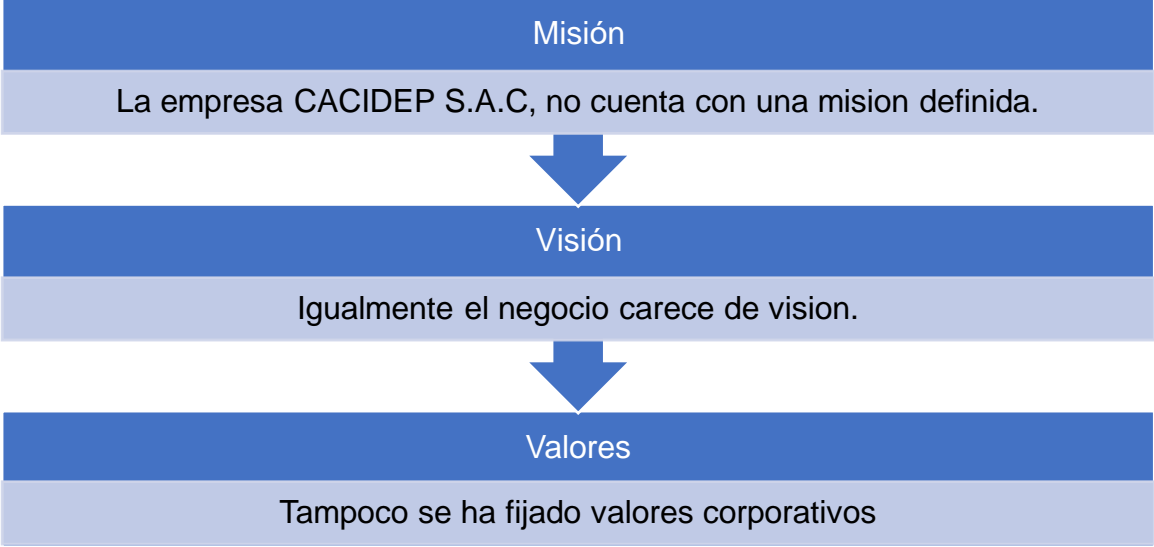 Misión
La empresa CACIDEP S.A.C, no cuenta con una mision definida.
Visión
Igualmente el negocio carece de vision.
Valores
Tampoco se ha fijado valores corporativos